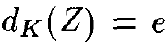 d_K(Z) = e